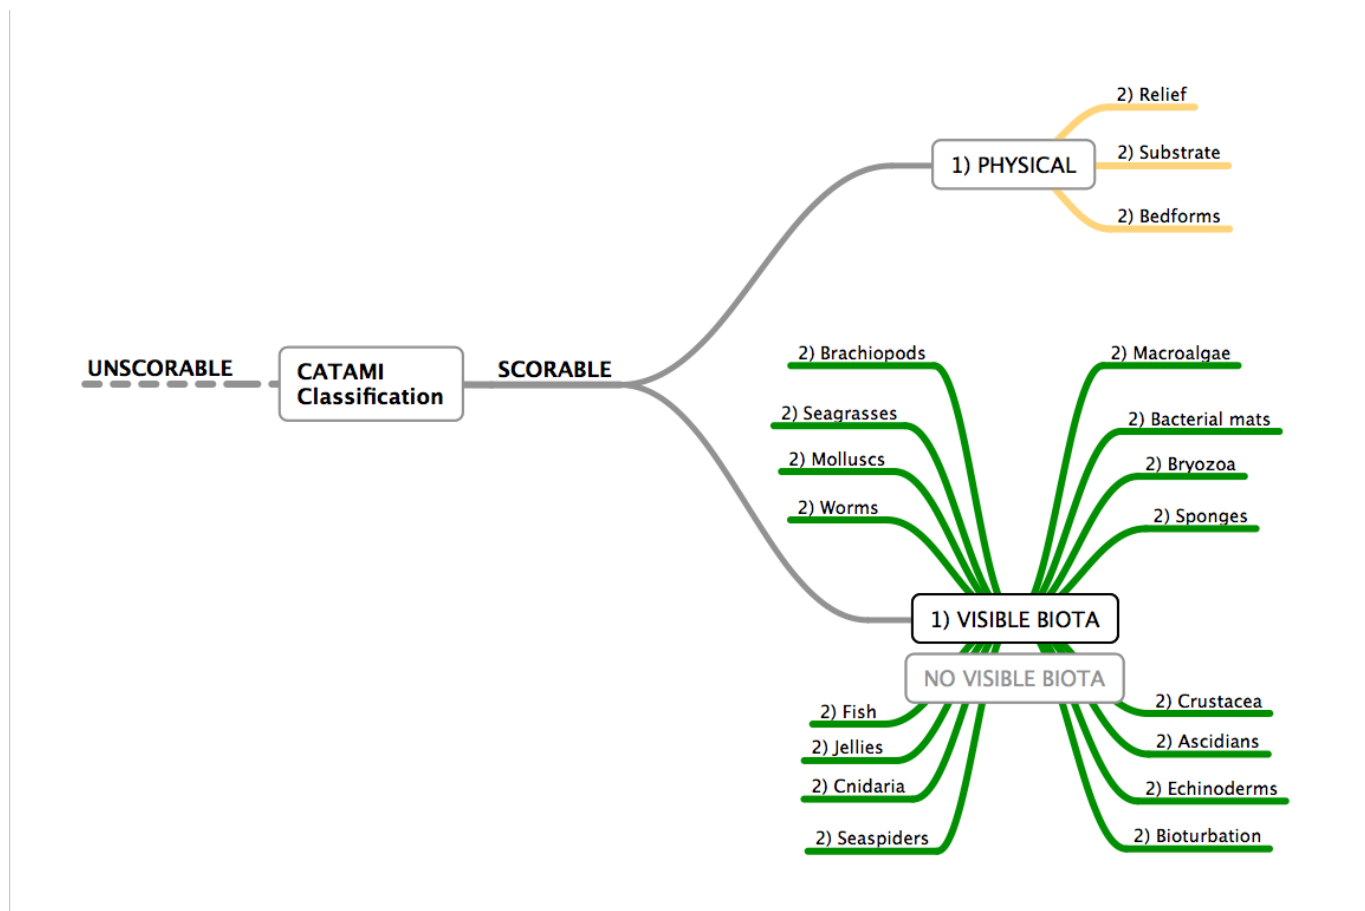 2) Relief
1) PHYSICAL
2) Substrate
2) Bedforms
UNSCORABLE
CATAMI
Classification
SCORABLE
2) Brachiopods
2) Macroalgae
2) Seagrasses
2) Bacterial mats
2) Molluscs
2) Bryozoa
2) Worms
2) Sponges
1) VISIBLE BIOTA
NO VISIBLE BIOTA
2) Fish
2) Crustacea
2) Jellies
2) Ascidians
2) Cnidaria
2) Echinoderms
2) Seaspiders
2) Bioturbation